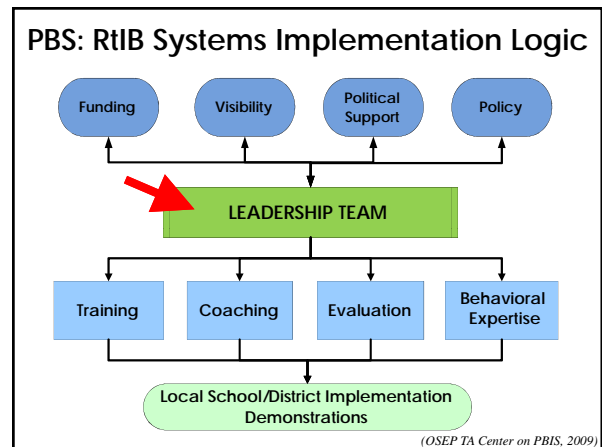 PBS: RtIB Systems Implementation Logic
Funding
Visibility
Political
Support
Policy
LEADERSHIP TEAM
Training
Coaching
Evaluation
Behavioral
Expertise
Local School/District Implementation
Demonstrations
(OSEP TA Center on PBIS, 2009)